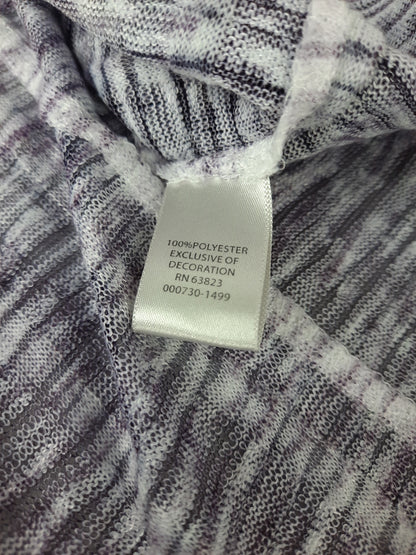 100%POLYESTER
EXCLUSIVE OF
DECORATION
RN 63823
000730-1499